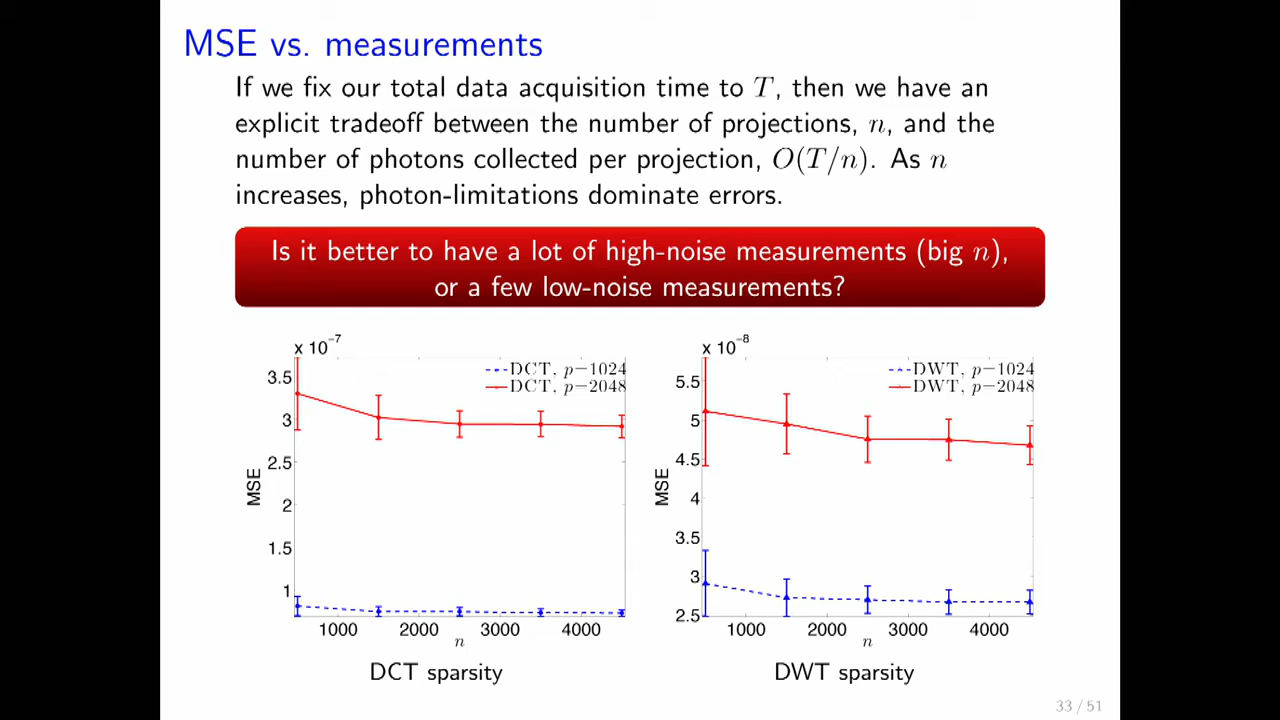 MSE vs. measurements
If we fix our total data acquisition time to T, then we have an
explicit tradeoff between the number of projections, n, and the
number of photons collected per projection, O(T/n). As n
increases, photon-limitations dominate errors.
Is it better to have a lot of high-noise measurements (big n),
or a few low-noise measurements?
x 10⁻⁷
DCT, p−1024
DCT, p−2048
3.5
3
2.5
2
1.5
1
MSE
1000 2000 3000 4000
n
DCT sparsity
x 10⁻⁸
DWT, p−1024
DWT, p−2048
5.5
5
4.5
4
3.5
3
2.5
MSE
1000 2000 3000 4000
n
DWT sparsity
33 / 51